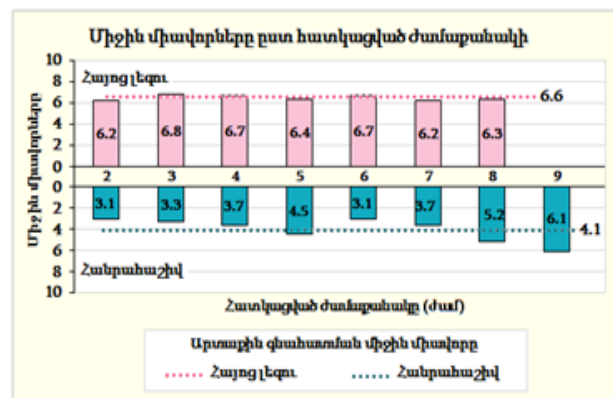 Միջին միավորները ըստ հատկացված ժամաքանակի
Միջին միավորները
10
8
6
4
2
0
Հայոց լեզու
6.2 6.8 6.7 6.4 6.7 6.2 6.3
6.6
2 3 4 5 6 7 8 9
0
2
4
6
8
10
3.1 3.3 3.7 4.5 3.1 3.7 5.2 6.1
4.1
Հանրահաշիվ
Հատկացված ժամաքանակը (ժամ)
Արտաքին գնահատման միջին միավորը
Հայոց լեզու Հանրահաշիվ